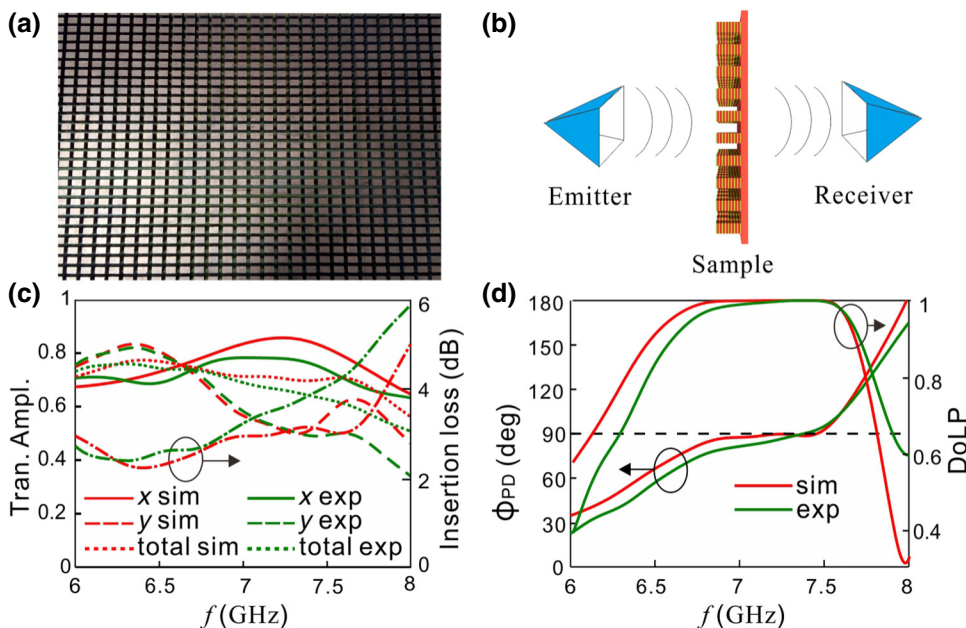 (a)
(b)
Emitter
Receiver
Sample
(c)
Tran. Ampl.
1
0.8
0.6
0.4
0.2
0
6
4
2
0
Insertion loss (dB)
x sim
x exp
y sim
y exp
total sim
total exp
6
6.5
7
7.5
8
f (GHz)
(d)
ΦPD (deg)
180
150
120
90
60
30
0
1
0.8
0.6
0.4
DoLP
sim
exp
6
6.5
7
7.5
8
f (GHz)